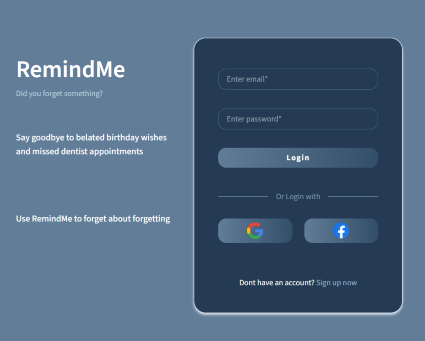 RemindMe
Did you forget something?
Say goodbye to belated birthday wishes
and missed dentist appointments
Use RemindMe to forget about forgetting
Enter email*
Enter password*
Login
Or Login with
Dont have an account? Sign up now